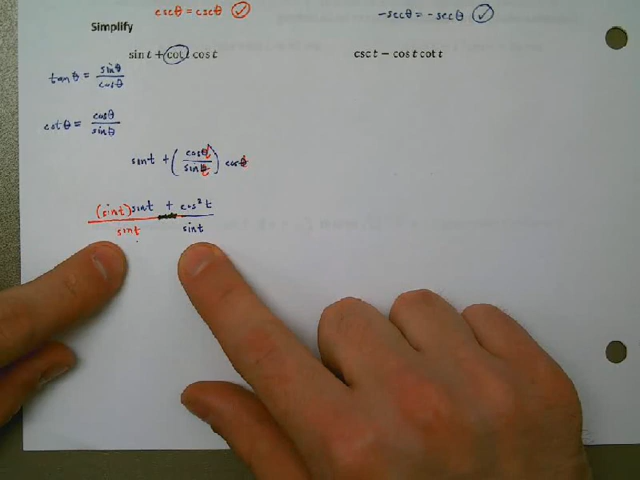 cscθ = cscθ ✓
-secθ = -secθ ✓
Simplify
sin t + cot t cos t
csc t − cos t cot t
tanθ = sinθ/cosθ
cotθ = cosθ/sinθ
sint + (cost/sint) cos
(sint)sint + cos²t
sint sint